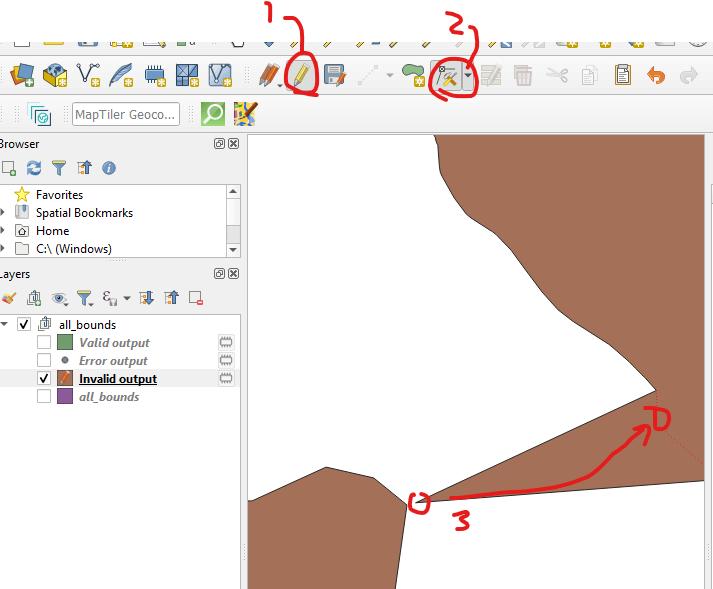 1
2
MapTiler Geoco...
Browser
Favorites
Spatial Bookmarks
Home
C:\ (Windows)
Layers
all_bounds
Valid output
Error output
Invalid output
all_bounds
3